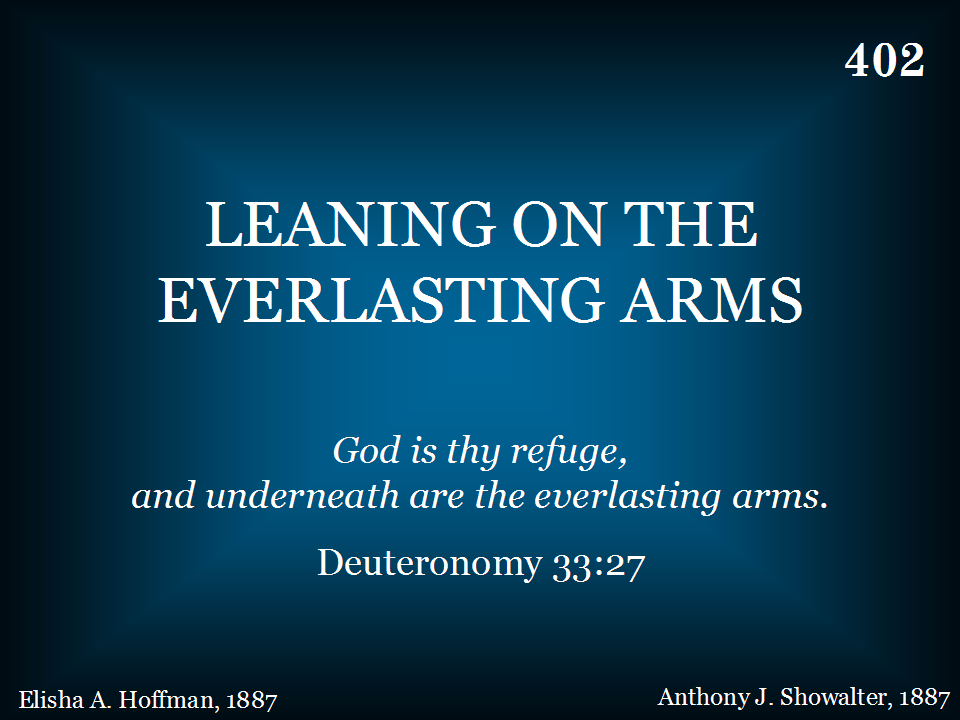 402
LEANING ON THE
EVERLASTING ARMS
God is thy refuge,
and underneath are the everlasting arms.
Deuteronomy 33:27
Elisha A. Hoffman, 1887
Anthony J. Showalter, 1887